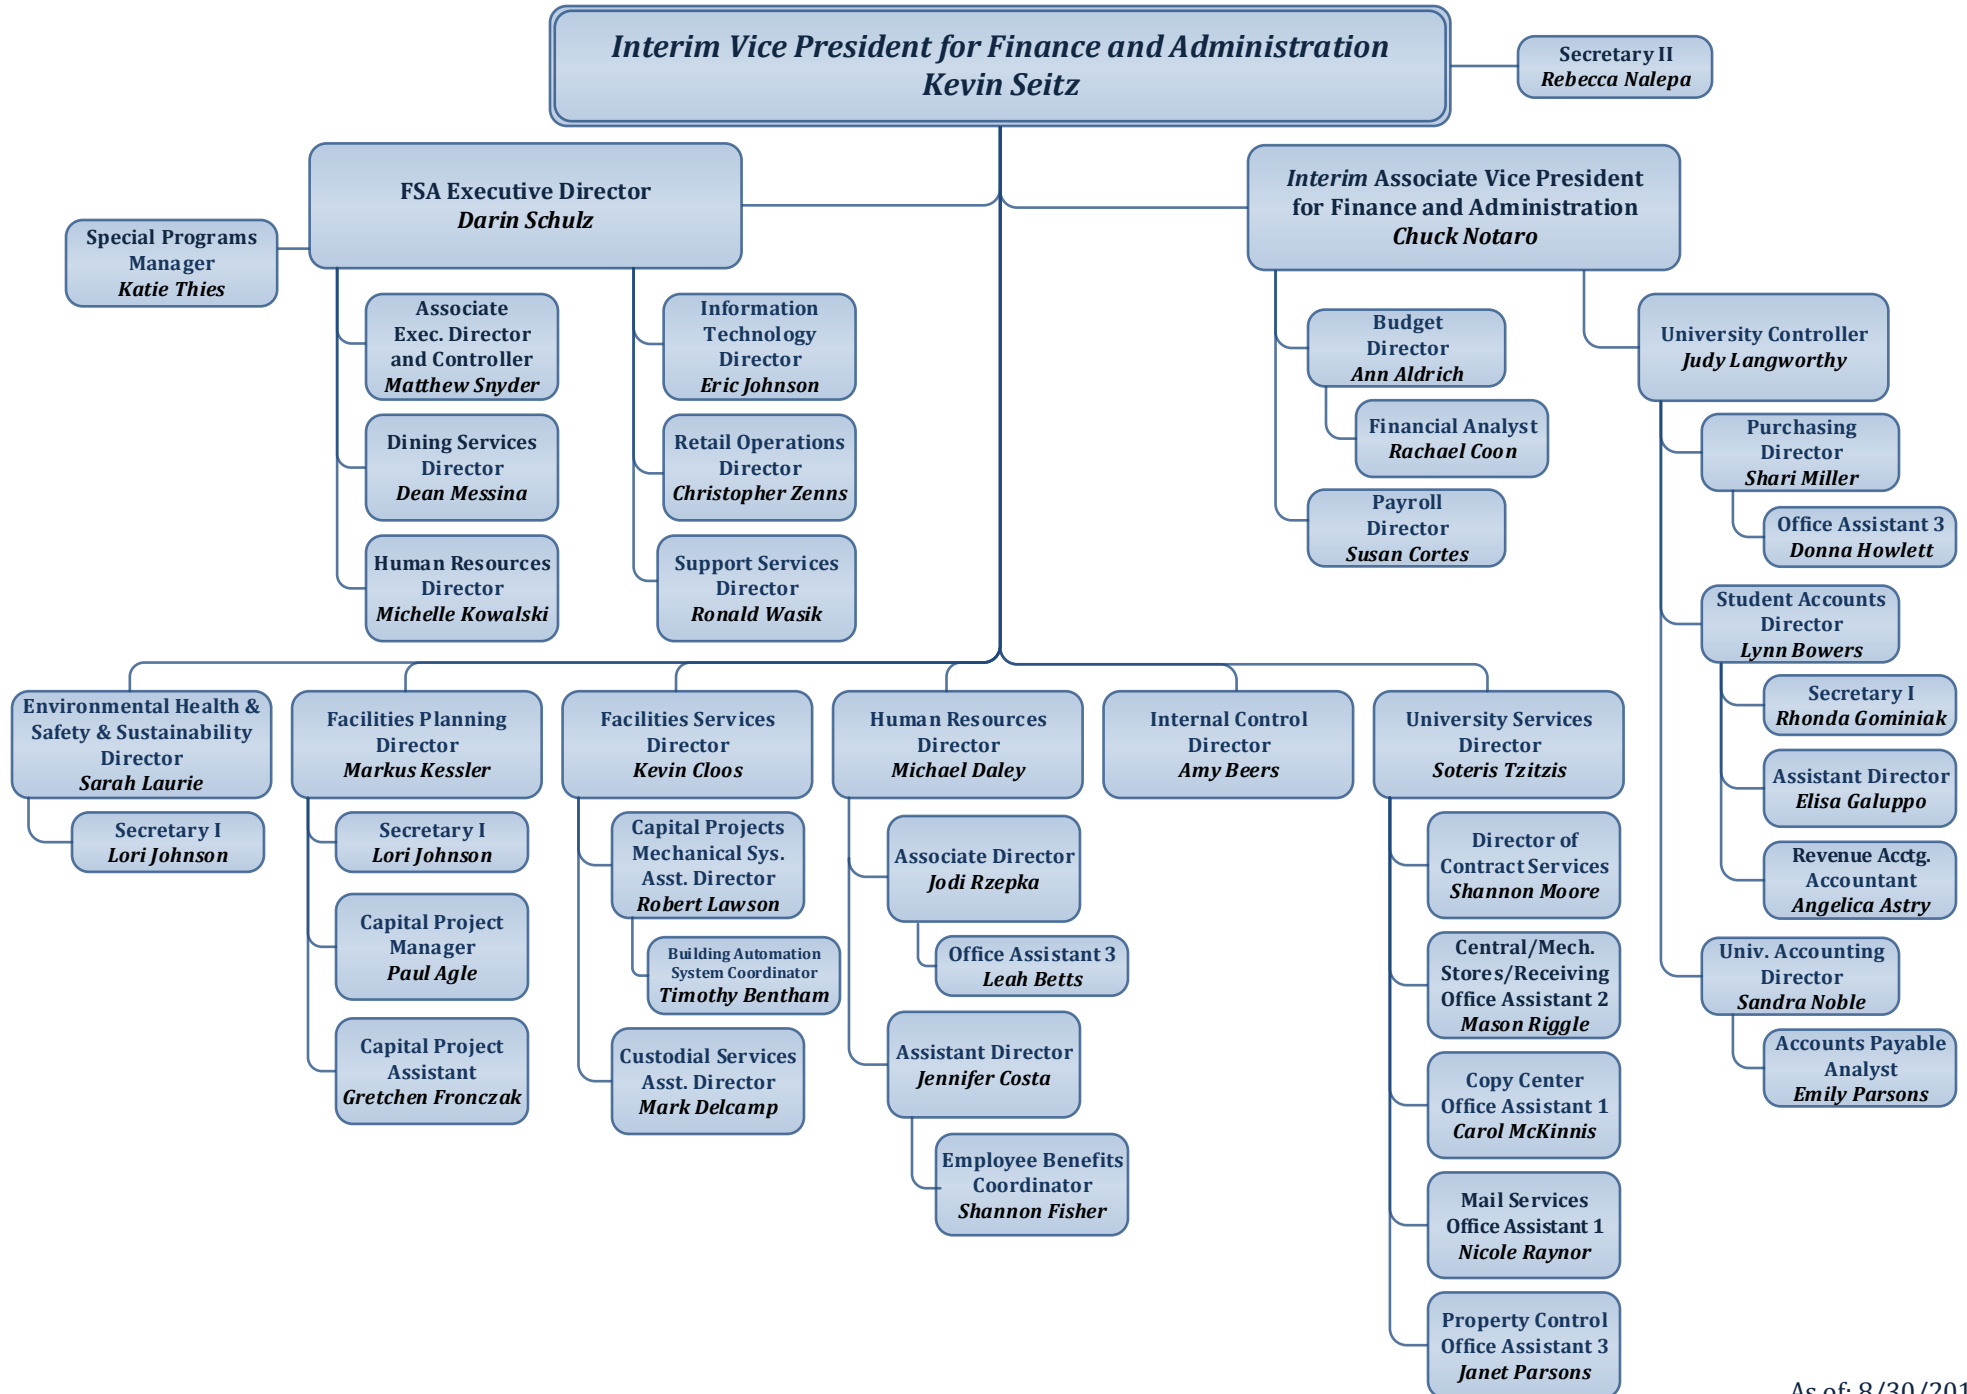 Interim Vice President for Finance and Administration
Kevin Seitz
Secretary II
Rebecca Nalepa
FSA Executive Director
Darin Schulz
Interim Associate Vice President
for Finance and Administration
Chuck Notaro
Special Programs
Manager
Katie Thies
Associate
Exec. Director
and Controller
Matthew Snyder
Information
Technology
Director
Eric Johnson
Dining Services
Director
Dean Messina
Retail Operations
Director
Christopher Zenns
Human Resources
Director
Michelle Kowalski
Support Services
Director
Ronald Wasik
Budget
Director
Ann Aldrich
Financial Analyst
Rachael Coon
Payroll
Director
Susan Cortes
University Controller
Judy Langworthy
Purchasing
Director
Shari Miller
Office Assistant 3
Donna Howlett
Student Accounts
Director
Lynn Bowers
Secretary I
Rhonda Gominiak
Assistant Director
Elisa Galuppo
Revenue Acctg.
Accountant
Angelica Astry
Univ. Accounting
Director
Sandra Noble
Accounts Payable
Analyst
Emily Parsons
Environmental Health &
Safety & Sustainability
Director
Sarah Laurie
Secretary I
Lori Johnson
Facilities Planning
Director
Markus Kessler
Secretary I
Lori Johnson
Capital Project
Manager
Paul Agle
Capital Project
Assistant
Gretchen Fronczak
Facilities Services
Director
Kevin Cloos
Capital Projects
Mechanical Sys.
Asst. Director
Robert Lawson
Building Automation
System Coordinator
Timothy Bentham
Custodial Services
Asst. Director
Mark Delcamp
Human Resources
Director
Michael Daley
Associate Director
Jodi Rzepka
Office Assistant 3
Leah Betts
Assistant Director
Jennifer Costa
Employee Benefits
Coordinator
Shannon Fisher
Internal Control
Director
Amy Beers
University Services
Director
Soteris Tzitzis
Director of
Contract Services
Shannon Moore
Central/Mech.
Stores/Receiving
Office Assistant 2
Mason Riggle
Copy Center
Office Assistant 1
Carol McKinnis
Mail Services
Office Assistant 1
Nicole Raynor
Property Control
Office Assistant 3
Janet Parsons
As of: 8/30/201